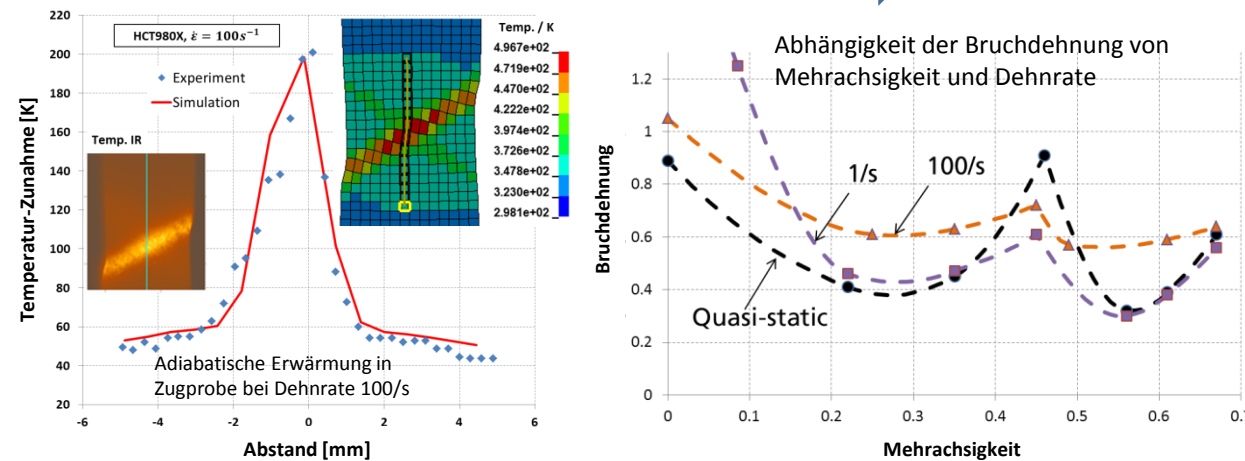 220
200
180
160
140
120
100
80
60
40
20
Temperatur-Zunahme [K]
HCT980X, ε̇ = 100s⁻¹
Experiment
Simulation
Temp. IR
Temp. / K
4.967e+02
4.719e+02
4.470e+02
4.222e+02
3.974e+02
3.726e+02
3.478e+02
3.230e+02
2.981e+02
Adiabatische Erwärmung in
Zugprobe bei Dehnrate 100/s
-6 -4 -2 0 2 4 6
Abstand [mm]
Abhängigkeit der Bruchdehnung von
Mehrachsigkeit und Dehnrate
1.2
1
0.8
0.6
0.4
0.2
0
Bruchdehnung
1/s
100/s
Quasi-static
0 0.1 0.2 0.3 0.4 0.5 0.6 0.7
Mehrachsigkeit